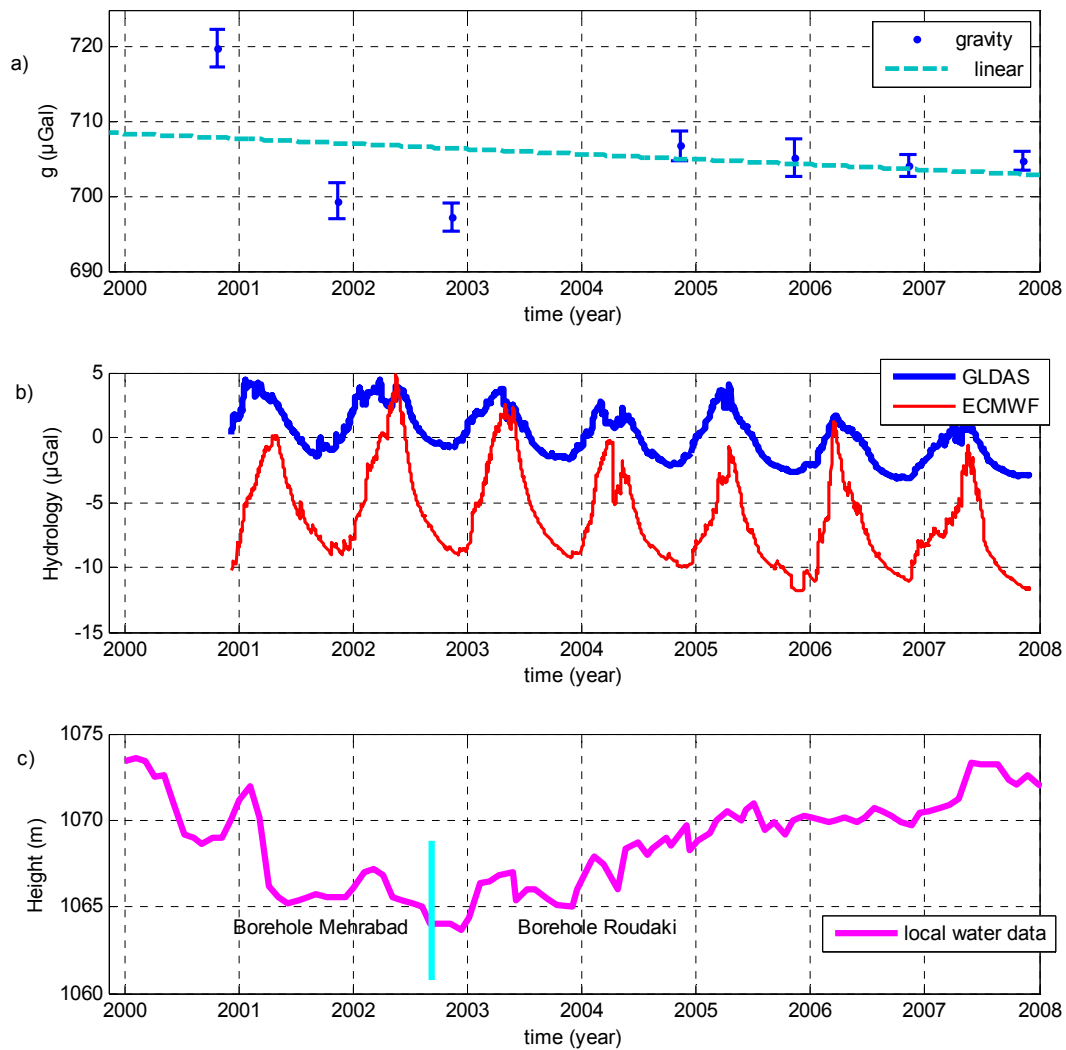 a)
g (µGal)
720
710
700
690
gravity
linear
2000 2001 2002 2003 2004 2005 2006 2007 2008
time (year)
b)
Hydrology (µGal)
5
0
-5
-10
-15
GLDAS
ECMWF
2000 2001 2002 2003 2004 2005 2006 2007 2008
time (year)
c)
Height (m)
1075
1070
1065
1060
Borehole Mehrabad
Borehole Roudaki
local water data
2000 2001 2002 2003 2004 2005 2006 2007 2008
time (year)